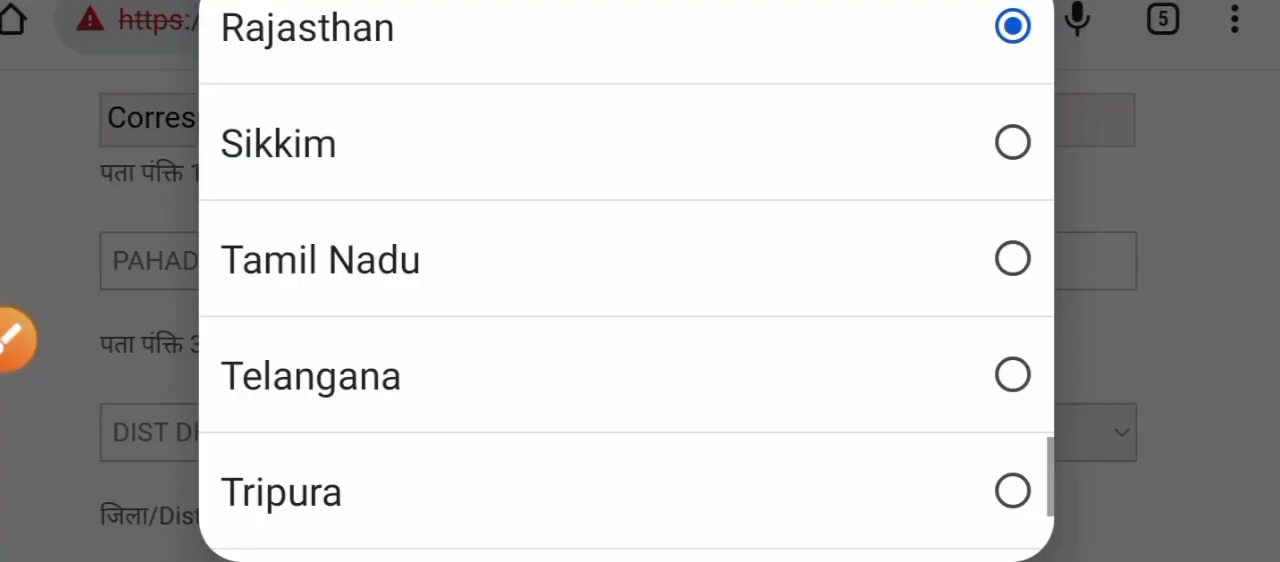 https:/
5
Rajasthan
Corres
Sikkim
पता पंक्ति 1
PAHAD
Tamil Nadu
पता पंक्ति 3
Telangana
DIST DH
Tripura
जिला/Dist